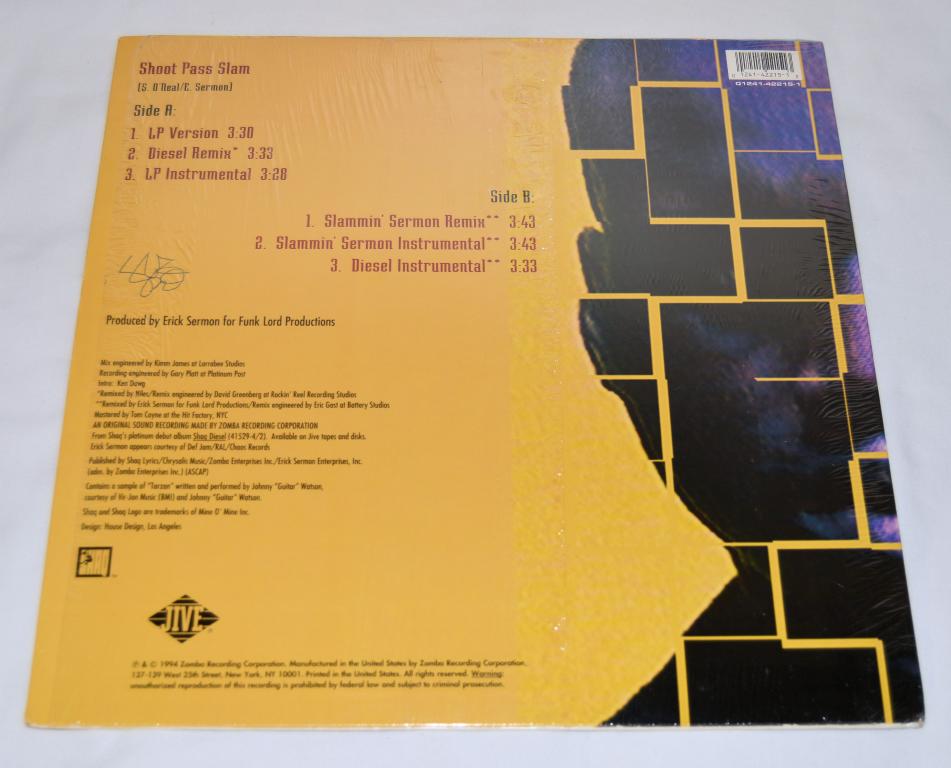 Shoot Pass Slam
(S. O'Neal/E. Sermon)
Side A:
1. LP Version 3:30
2. Diesel Remix* 3:33
3. LP Instrumental 3:28
Side B:
1. Slammin' Sermon Remix** 3:43
2. Slammin' Sermon Instrumental** 3:43
3. Diesel Instrumental** 3:33
Produced by Erick Sermon for Funk Lord Productions
Mix engineered by Kimm James at Larrabee Studios
Recording engineered by Gary Platt at Platinum Post
Intro: Ken Dawg
*Remixed by Niles/Remix engineered by David Greenberg at Rockin' Reel Recording Studios
**Remixed by Erick Sermon for Funk Lord Productions/Remix engineered by Eric Gast at Battery Studios
Mastered by Tom Coyne at the Hit Factory, NYC
AN ORIGINAL SOUND RECORDING MADE BY ZOMBA RECORDING CORPORATION
From Shaq's platinum debut album Shaq Diesel (41529-4/2). Available on Jive tapes and disks.
Erick Sermon appears courtesy of Def Jam/RAL/Chaos Records
Published by Shaq Lyrics/Chrysalis Music/Zomba Enterprises Inc./Erick Sermon Enterprises, Inc.
(adm. by Zomba Enterprises Inc.) (ASCAP)
Contains a sample of "Tarzan" written and performed by Johnny "Guitar" Watson,
courtesy of Vir-Jon Music (BMI) and Johnny "Guitar" Watson.
Shaq and Shaq Logo are trademarks of Mine O' Mine Inc.
Design: House Design, Los Angeles
SHAQ™
JIVE
℗ & © 1994 Zomba Recording Corporation. Manufactured in the United States by Zomba Recording Corporation,
137-139 West 25th Street, New York, NY 10001. Printed in the United States. All rights reserved. Warning:
unauthorized reproduction of this recording is prohibited by federal law and subject to criminal prosecution.
0 1241-42215-1
01241-42215-1